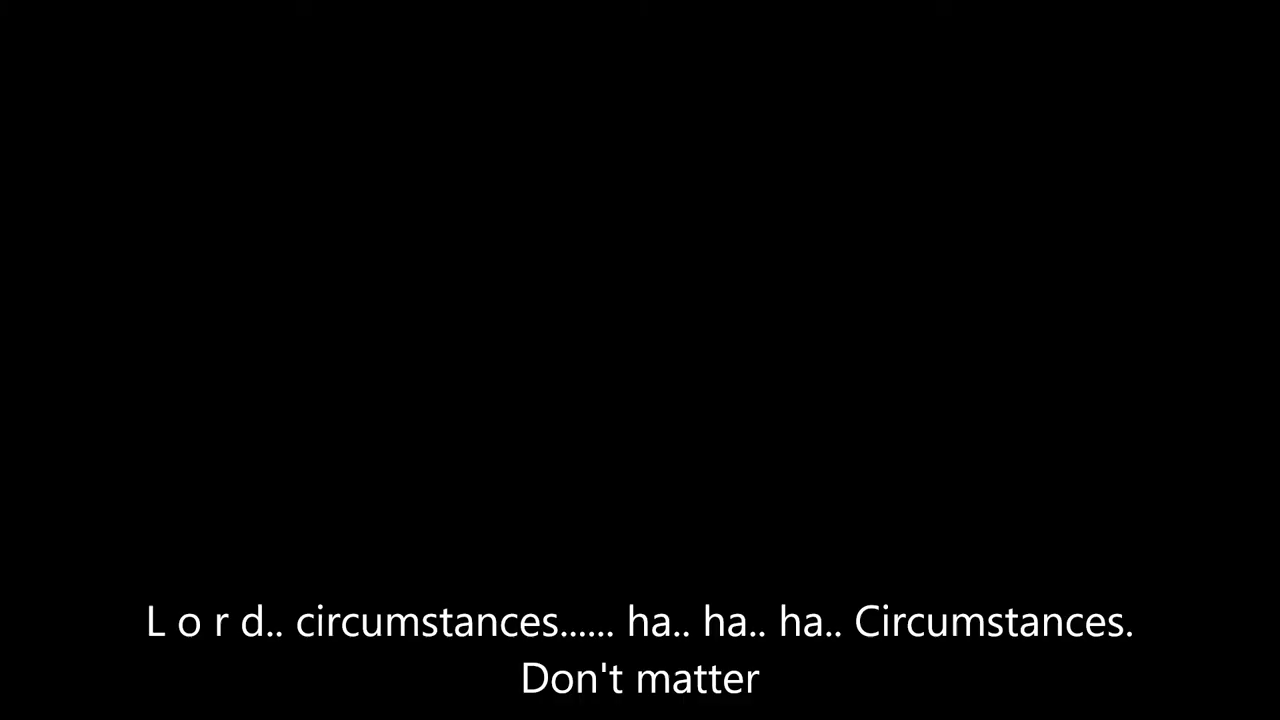 L o r d.. circumstances...... ha.. ha.. ha.. Circumstances.
Don't matter